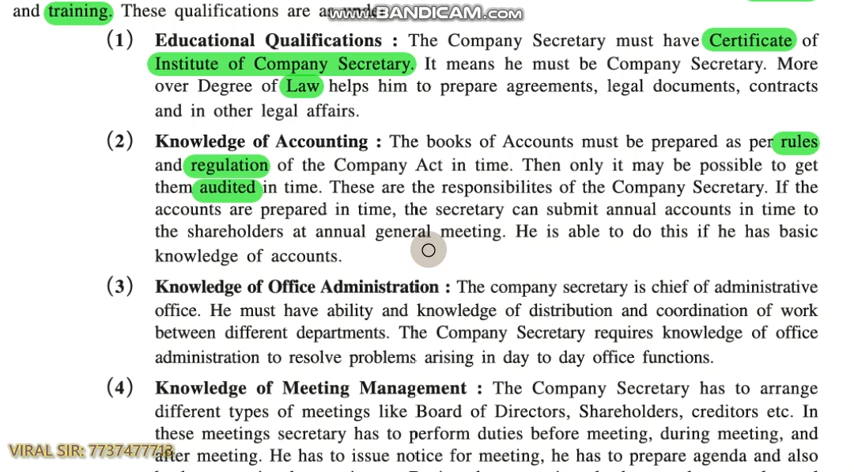 and training. These qualifications are as under
WWW.BANDICAM.COM
(1) Educational Qualifications : The Company Secretary must have Certificate of
Institute of Company Secretary. It means he must be Company Secretary. More
over Degree of Law helps him to prepare agreements, legal documents, contracts
and in other legal affairs.
(2) Knowledge of Accounting : The books of Accounts must be prepared as per rules
and regulation of the Company Act in time. Then only it may be possible to get
them audited in time. These are the responsibilites of the Company Secretary. If the
accounts are prepared in time, the secretary can submit annual accounts in time to
the shareholders at annual general meeting. He is able to do this if he has basic
knowledge of accounts.
(3) Knowledge of Office Administration : The company secretary is chief of administrative
office. He must have ability and knowledge of distribution and coordination of work
between different departments. The Company Secretary requires knowledge of office
administration to resolve problems arising in day to day office functions.
(4) Knowledge of Meeting Management : The Company Secretary has to arrange
different types of meetings like Board of Directors, Shareholders, creditors etc. In
these meetings secretary has to perform duties before meeting, during meeting, and
VIRAL SIR: 7737477718
after meeting. He has to issue notice for meeting, he has to prepare agenda and also